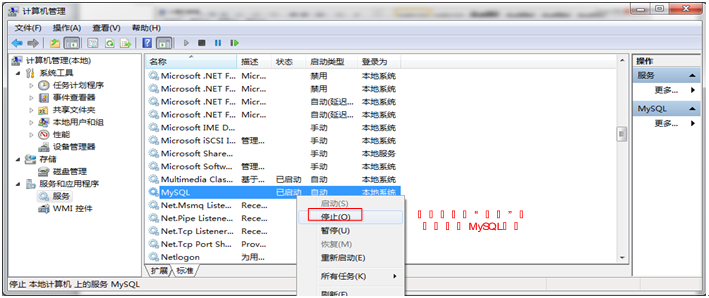 计算机管理
文件(F) 操作(A) 查看(V) 帮助(H)
计算机管理(本地)
系统工具
任务计划程序
事件查看器
共享文件夹
本地用户和组
性能
设备管理器
存储
磁盘管理
服务和应用程序
服务
WMI 控件
名称 描述 状态 启动类型 登录为
Microsoft .NET F... Micr... 禁用 本地系统
Microsoft .NET F... Micr... 禁用 本地系统
Microsoft .NET F... Micr... 自动(延迟... 本地系统
Microsoft .NET F... Micr... 自动(延迟... 本地系统
Microsoft IME D... 手动 本地系统
Microsoft iSCSI I... 管理... 手动 本地系统
Microsoft Share... 手动 本地服务
Microsoft Softw... 管理... 手动 本地系统
Multimedia Clas... 基于... 已启动 自动 本地系统
MySQL 已启动 自动 本地系统
Net.Msmq Listen... Rece...
Net.Pipe Listene... Rece...
Net.Tcp Listener... Rece...
Net.Tcp Port Sh... Prov...
Netlogon 为用...
启动(S)
停止(O)
暂停(U)
恢复(M)
重新启动(E)
所有任务(K)
刷新(F)
“ ”
MySQL
扩展 标准
操作
服务
更多...
MySQL
更多...
停止 本地计算机 上的服务 MySQL